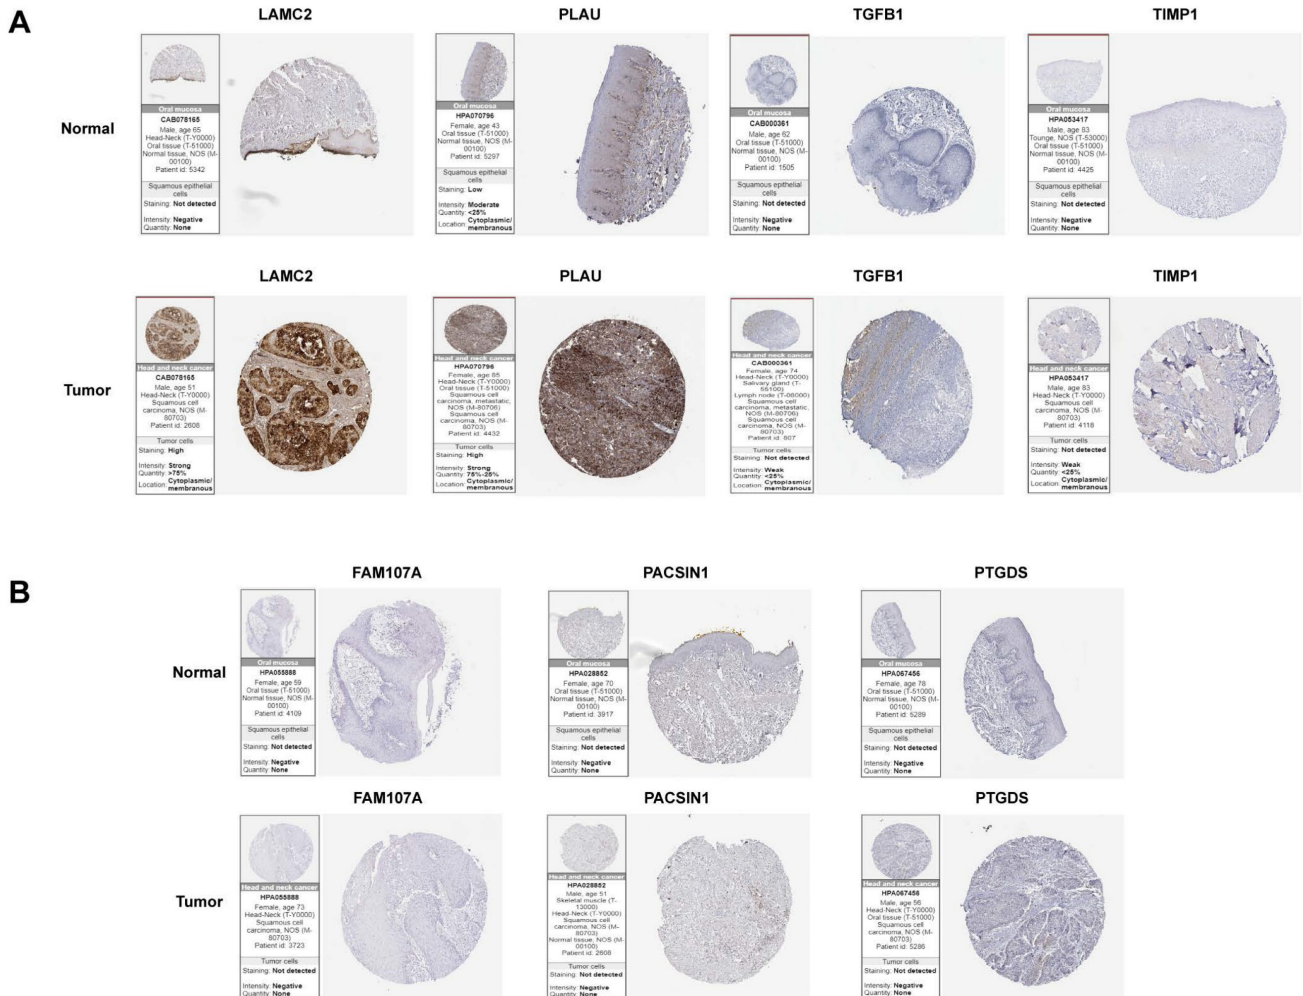 A
LAMC2
PLAU
TGFB1
TIMP1
Normal
Oral mucosa
CAB078165
Male, age 65
Head-Neck (T-Y0000)
Oral tissue (T-51000)
Normal tissue, NOS (M-
00100)
Patient id: 5342
Squamous epithelial
cells
Staining: Not detected
Intensity: Negative
Quantity: None
Oral mucosa
HPA070796
Female, age 43
Oral tissue (T-51000)
Normal tissue, NOS (M-
00100)
Patient id: 5297
Squamous epithelial
cells
Staining: Low
Intensity: Moderate
Quantity: <25%
Location: Cytoplasmic/
membranous
Oral mucosa
CAB000361
Male, age 62
Oral tissue (T-51000)
Normal tissue, NOS (M-
00100)
Patient id: 1505
Squamous epithelial
cells
Staining: Not detected
Intensity: Negative
Quantity: None
Oral mucosa
HPA053417
Male, age 83
Tounge, NOS (T-53000)
Oral tissue (T-51000)
Normal tissue, NOS (M-
00100)
Patient id: 4425
Squamous epithelial
cells
Staining: Not detected
Intensity: Negative
Quantity: None
LAMC2
PLAU
TGFB1
TIMP1
Tumor
Head and neck cancer
CAB078165
Male, age 51
Head-Neck (T-Y0000)
Squamous cell
carcinoma, NOS (M-
80703)
Patient id: 2608
Tumor cells
Staining: High
Intensity: Strong
Quantity: >75%
Location: Cytoplasmic/
membranous
Head and neck cancer
HPA070796
Female, age 85
Head-Neck (T-Y0000)
Oral tissue (T-51000)
Squamous cell
carcinoma, metastatic,
NOS (M-80706)
Squamous cell
carcinoma, NOS (M-
80703)
Patient id: 4432
Tumor cells
Staining: High
Intensity: Strong
Quantity: 75%-25%
Location: Cytoplasmic/
membranous
Head and neck cancer
CAB000361
Female, age 74
Head-Neck (T-Y0000)
Salivary gland (T-
55100)
Lymph node (T-08000)
Squamous cell
carcinoma, metastatic,
NOS (M-80706)
Squamous cell
carcinoma, NOS (M-
80703)
Patient id: 807
Tumor cells
Staining: Not detected
Intensity: Weak
Quantity: <25%
Head and neck cancer
HPA053417
Male, age 83
Head-Neck (T-Y0000)
Squamous cell
carcinoma, NOS (M-
80703)
Patient id: 4118
Tumor cells
Staining: Not detected
Intensity: Weak
Quantity: <25%
Location: Cytoplasmic/
membranous
B
FAM107A
PACSIN1
PTGDS
Normal
Oral mucosa
HPA055888
Female, age 59
Oral tissue (T-51000)
Normal tissue, NOS (M-
00100)
Patient id: 4109
Squamous epithelial
cells
Staining: Not detected
Intensity: Negative
Quantity: None
Oral mucosa
HPA028852
Female, age 70
Oral tissue (T-51000)
Normal tissue, NOS (M-
00100)
Patient id: 3917
Squamous epithelial
cells
Staining: Not detected
Intensity: Negative
Quantity: None
Oral mucosa
HPA067456
Female, age 78
Oral tissue (T-51000)
Normal tissue, NOS (M-
00100)
Patient id: 5289
Squamous epithelial
cells
Staining: Not detected
Intensity: Negative
Quantity: None
FAM107A
PACSIN1
PTGDS
Tumor
Head and neck cancer
HPA055888
Female, age 73
Head-Neck (T-Y0000)
Squamous cell
carcinoma, NOS (M-
80703)
Patient id: 3723
Tumor cells
Staining: Not detected
Intensity: Negative
Quantity: None
Head and neck cancer
HPA028852
Male, age 51
Skeletal muscle (T-
13000)
Head-Neck (T-Y0000)
Squamous cell
carcinoma, NOS (M-
80703)
Normal tissue, NOS (M-
00100)
Patient id: 2608
Tumor cells
Staining: Not detected
Intensity: Negative
Quantity: None
Head and neck cancer
HPA067456
Male, age 56
Head-Neck (T-Y0000)
Oral tissue (T-51000)
Squamous cell
carcinoma, NOS (M-
80703)
Patient id: 5286
Tumor cells
Staining: Not detected
Intensity: Negative
Quantity: None